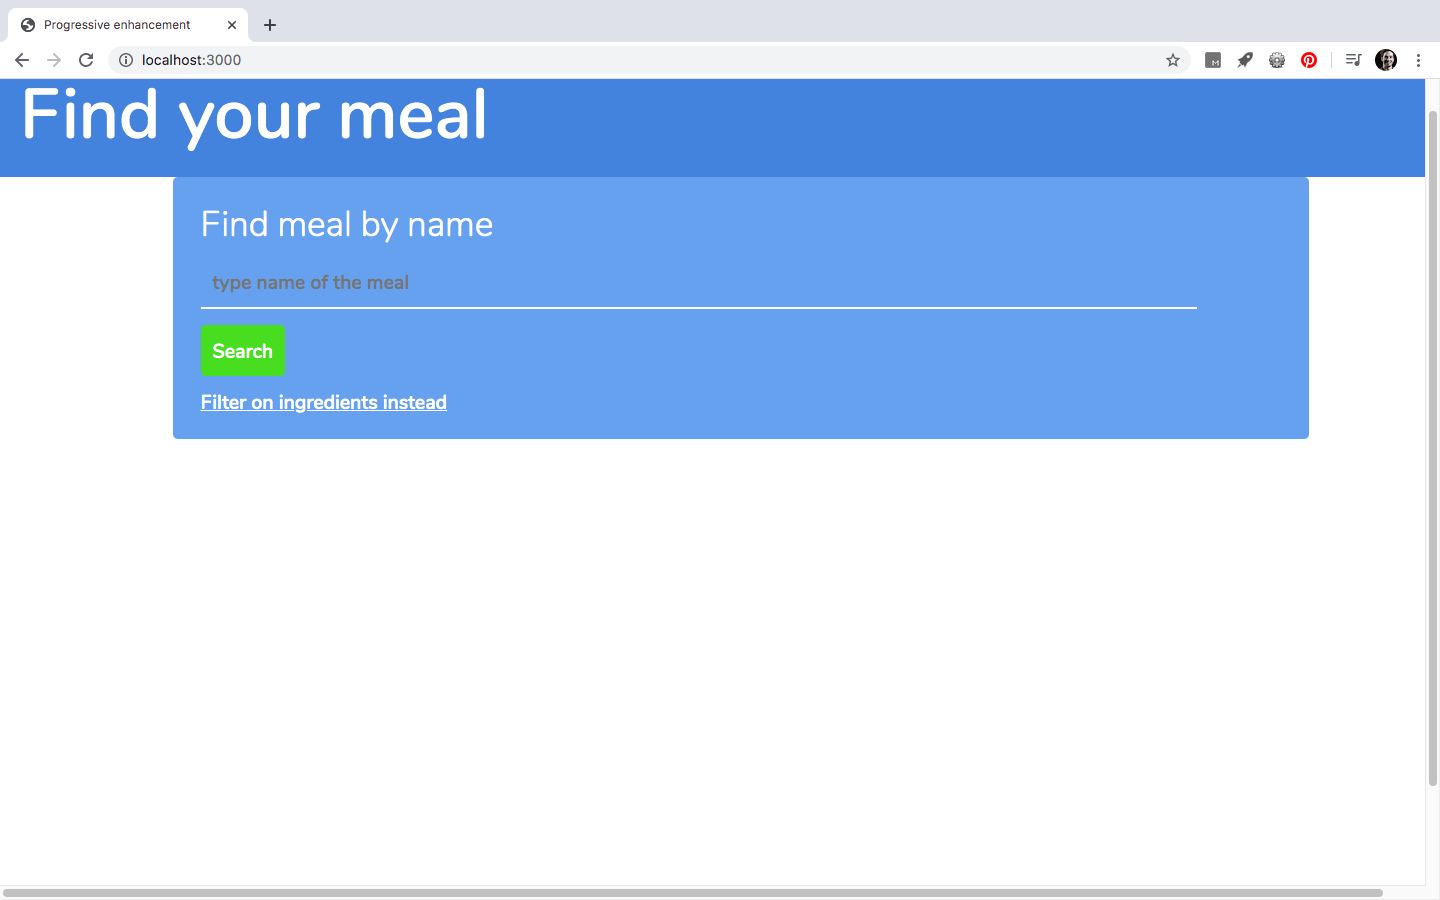 Progressive enhancement
localhost:3000
M
Find your meal
Find meal by name
type name of the meal
Search
Filter on ingredients instead